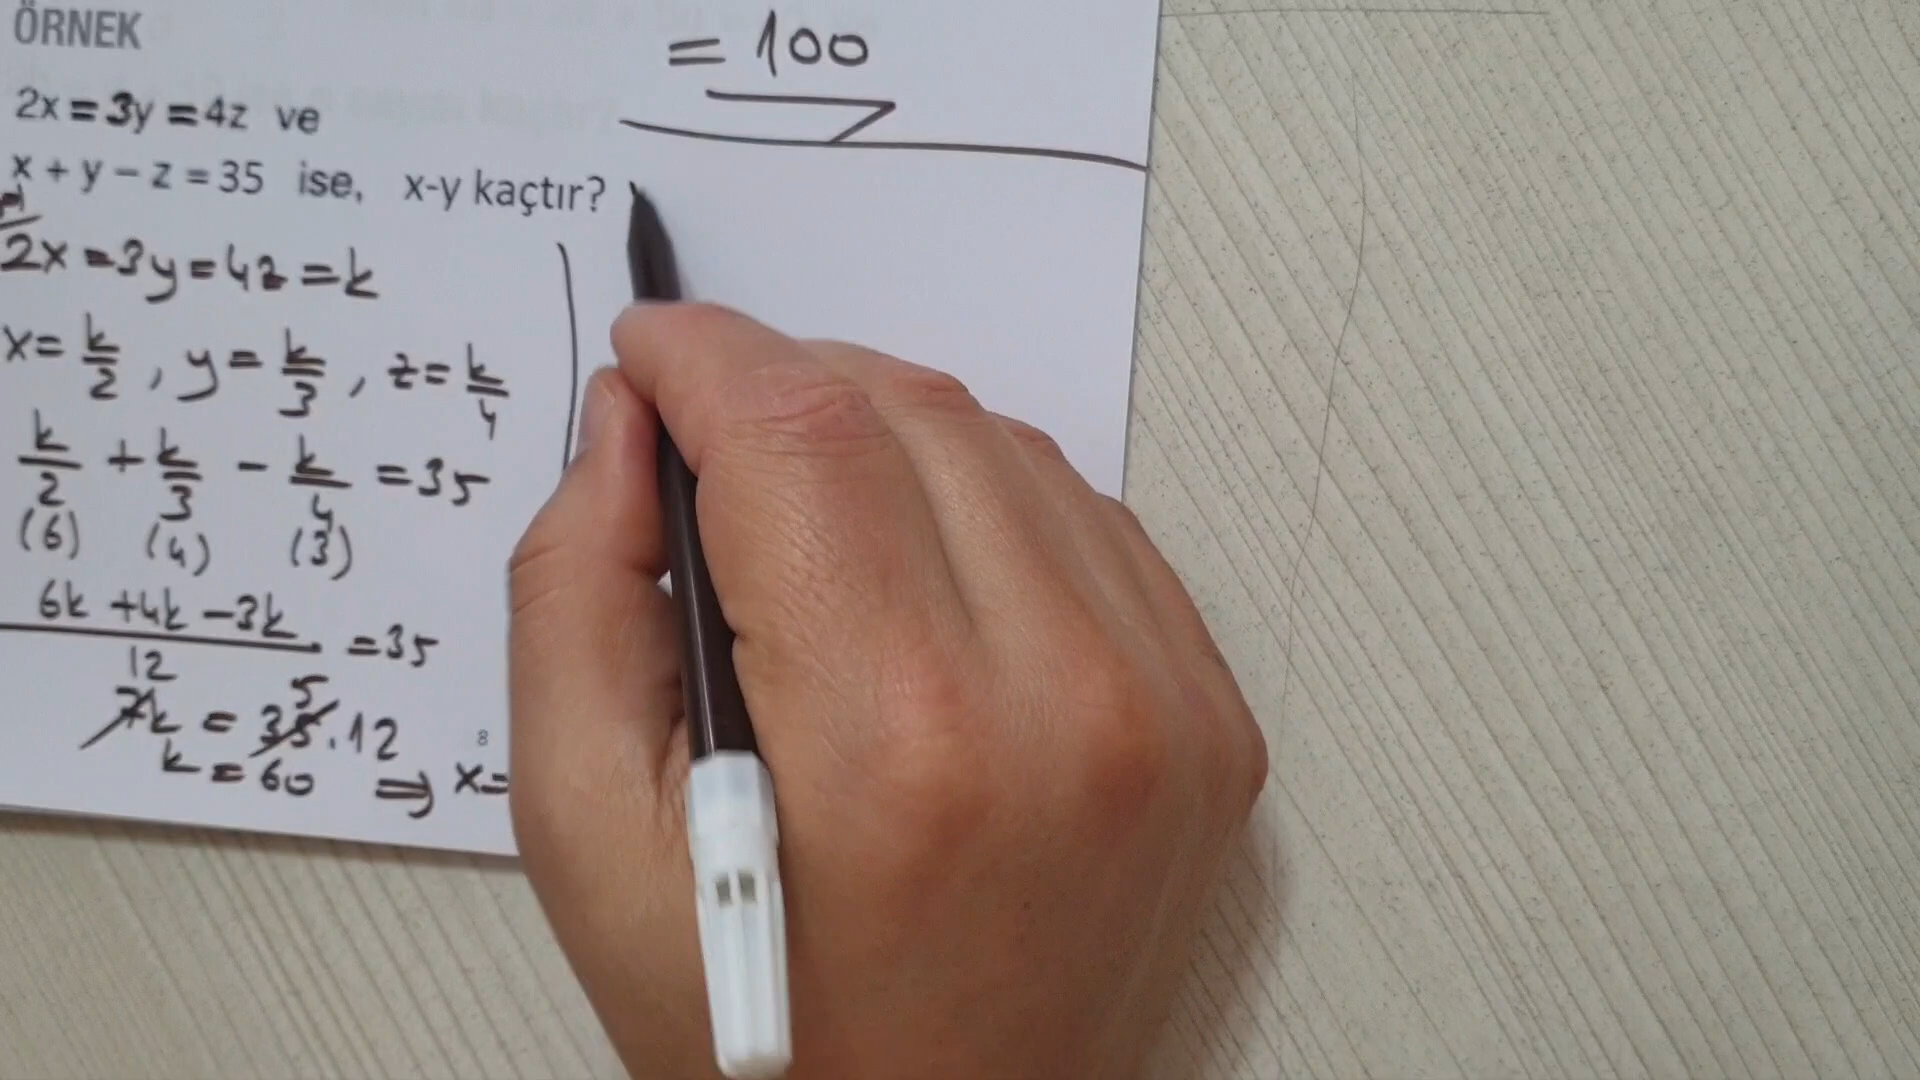 ÖRNEK
2x = 3y = 4z ve
x + y − z = 35 ise, x-y kaçtır?
2x = 3y = 4z = k
x = k/2 , y = k/3 , z = k/4
k/2 + k/3 − k/4 = 35
(6) (4) (3)
6k + 4k − 3k / 12 = 35
7k = 35 . 12
5
k = 60 ⇒ x =
8
= 100